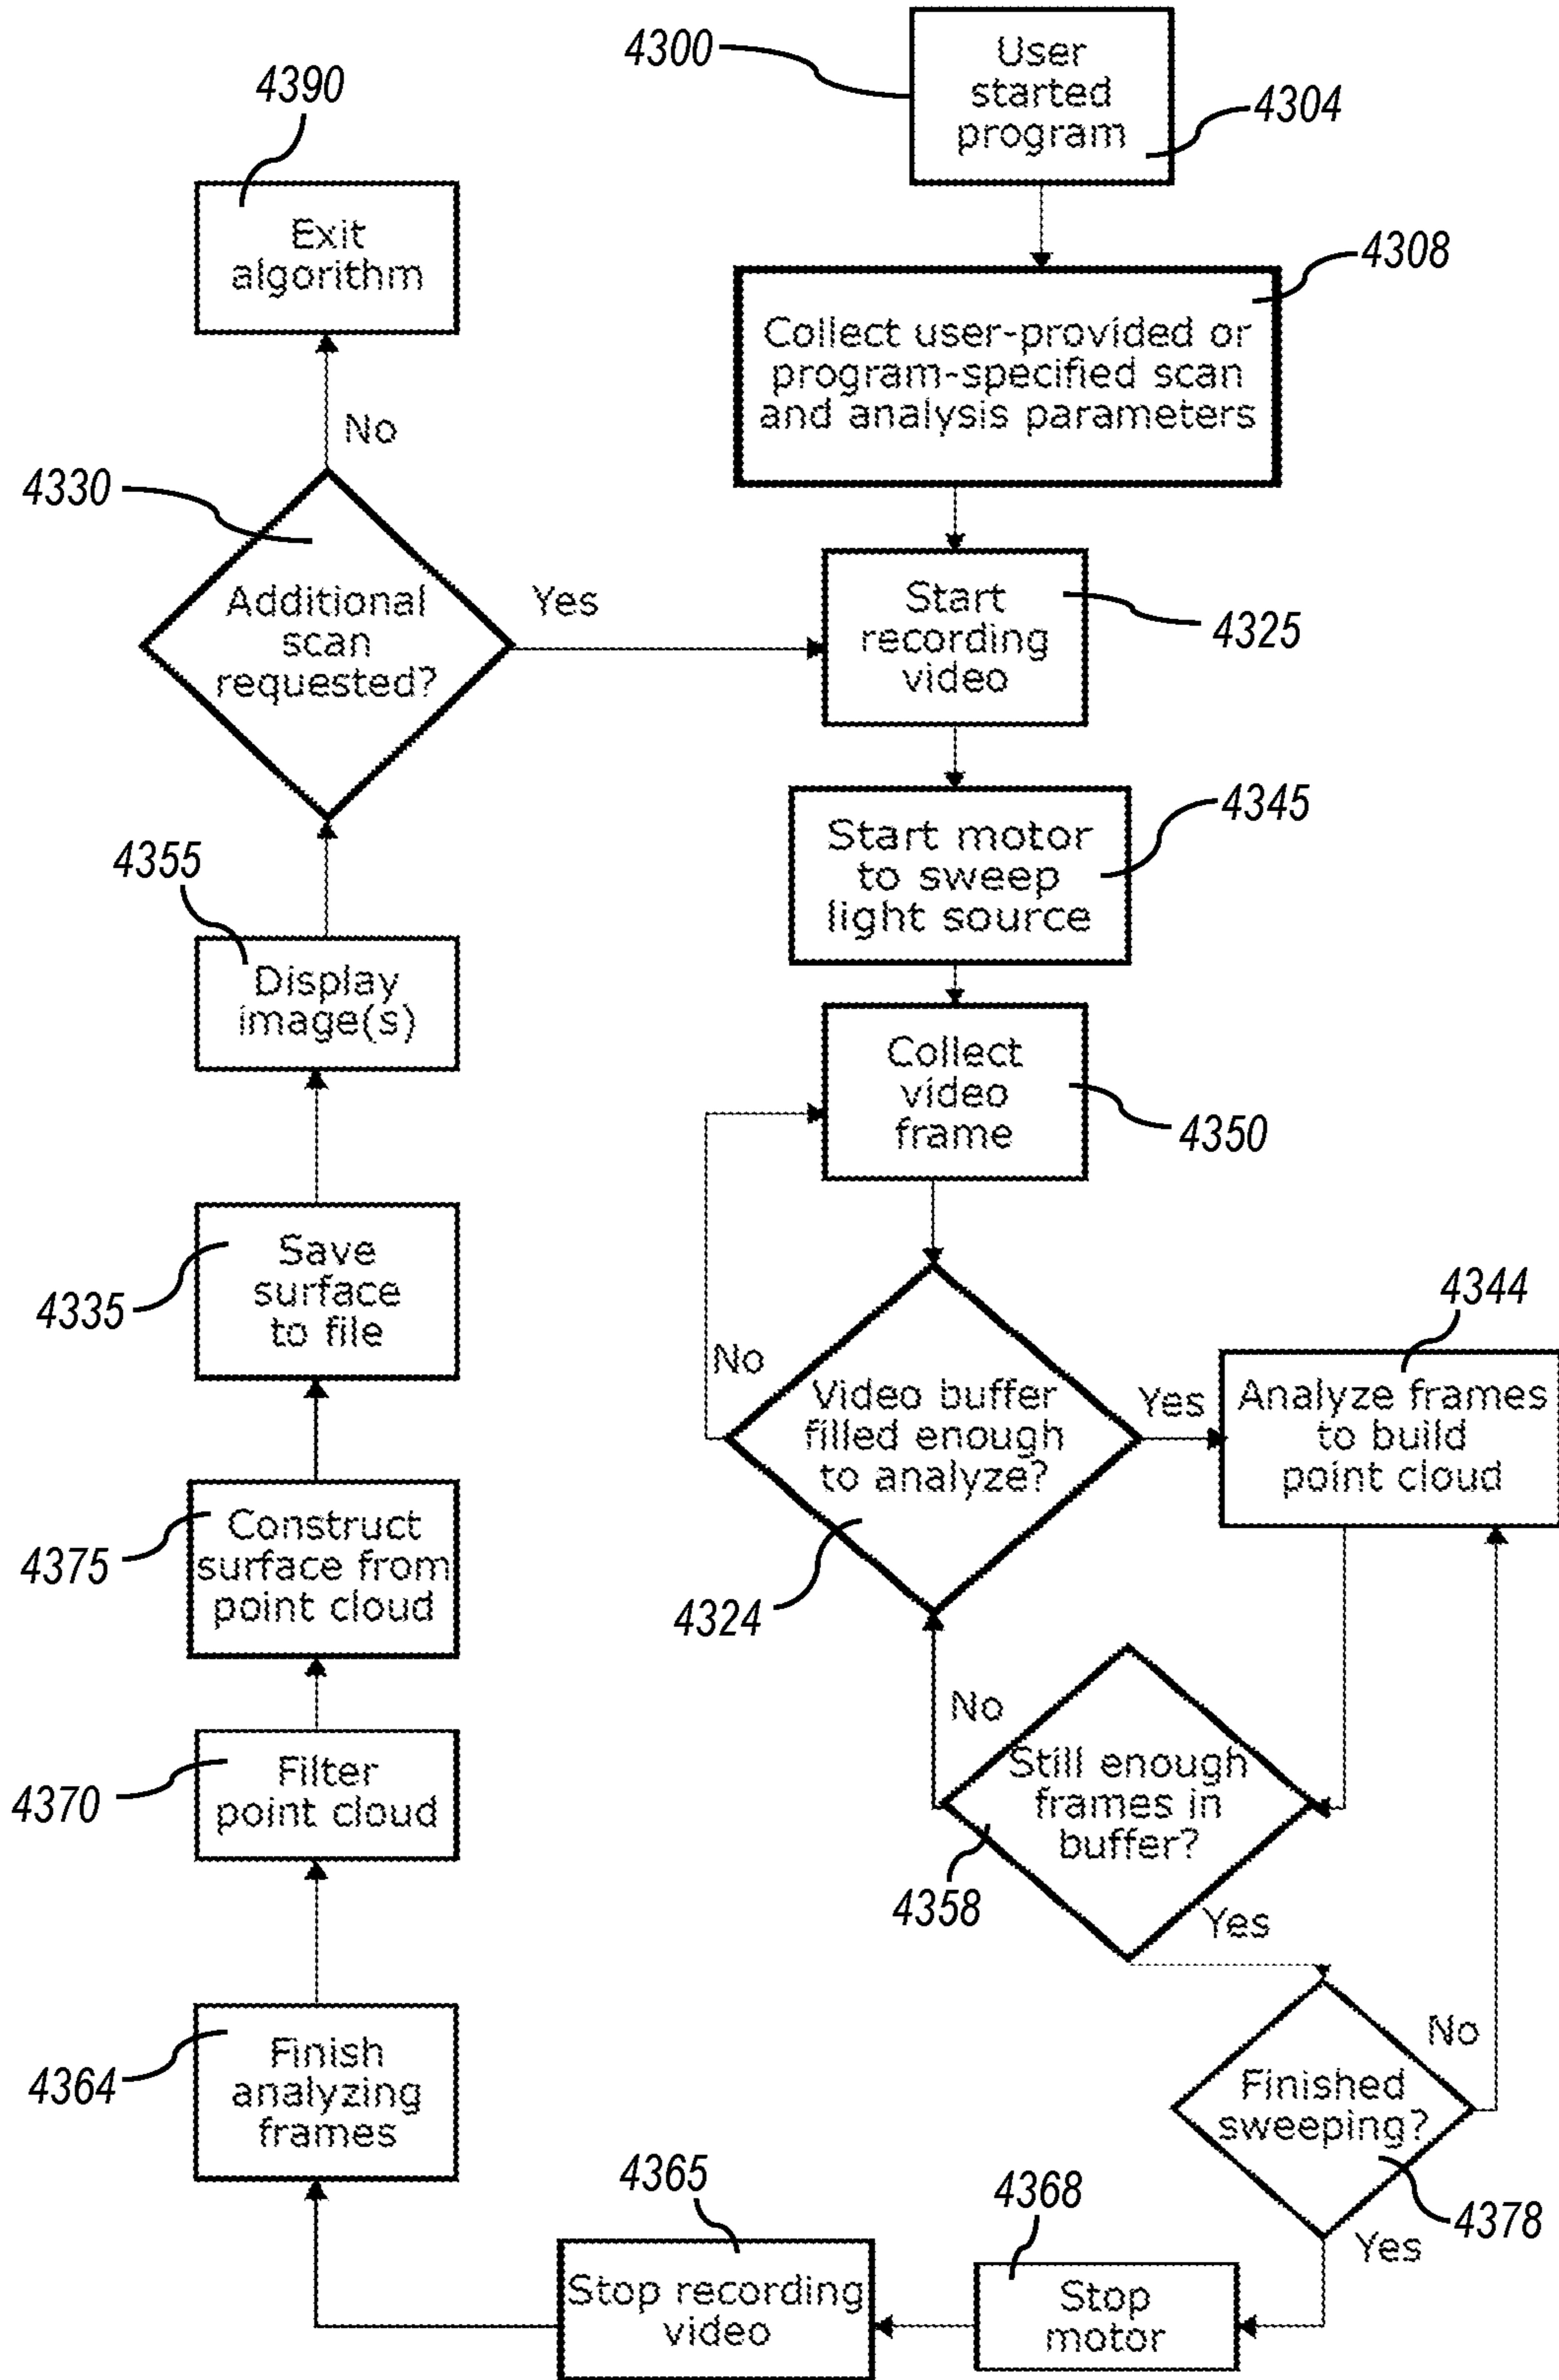 4300
User
started
program
4304
4390
Exit
algorithm
4308
Collect user-provided or
program-specified scan
and analysis parameters
No
4330
Additional
scan
requested?
Yes
Start
recording
video
4325
4345
Start motor
to sweep
light source
4355
Display
image(s)
Collect
video
frame
4350
Save
surface
to file
4335
4344
No
Video buffer
filled enough
to analyze?
Yes
Analyze frames
to build
point cloud
4324
Construct
surface from
point cloud
4375
No
Still enough
frames in
buffer?
4358
Yes
Filter
point cloud
4370
Finish
analyzing
frames
4364
No
Finished
sweeping?
4378
Yes
4365
Stop recording
video
4368
Stop
motor